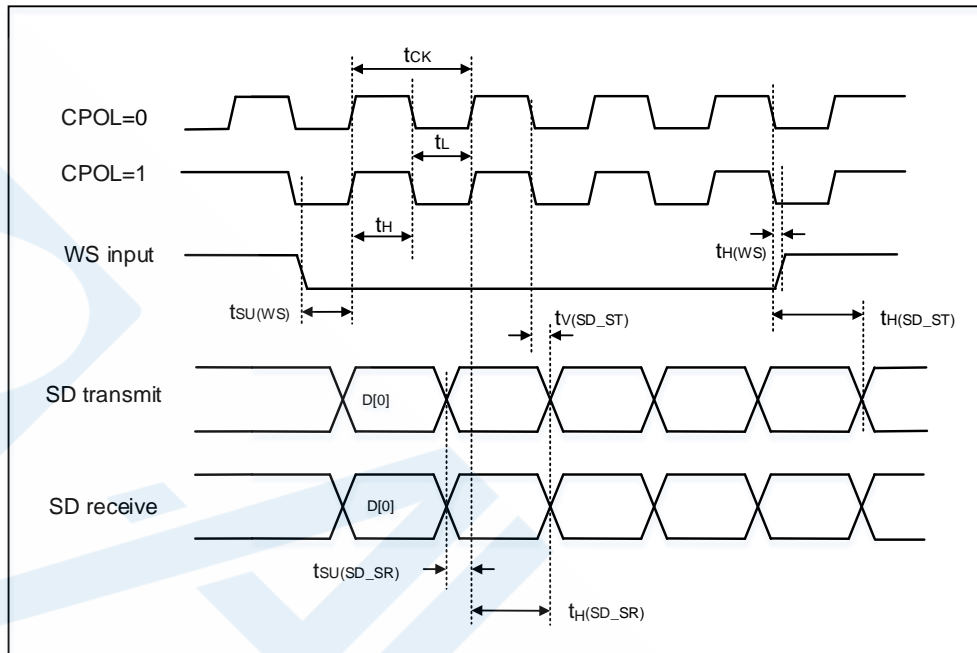 tCK
CPOL=0
tL
CPOL=1
tH
WS input
tH(WS)
tSU(WS)
tV(SD_ST)
tH(SD_ST)
SD transmit
D[0]
SD receive
D[0]
tSU(SD_SR)
tH(SD_SR)